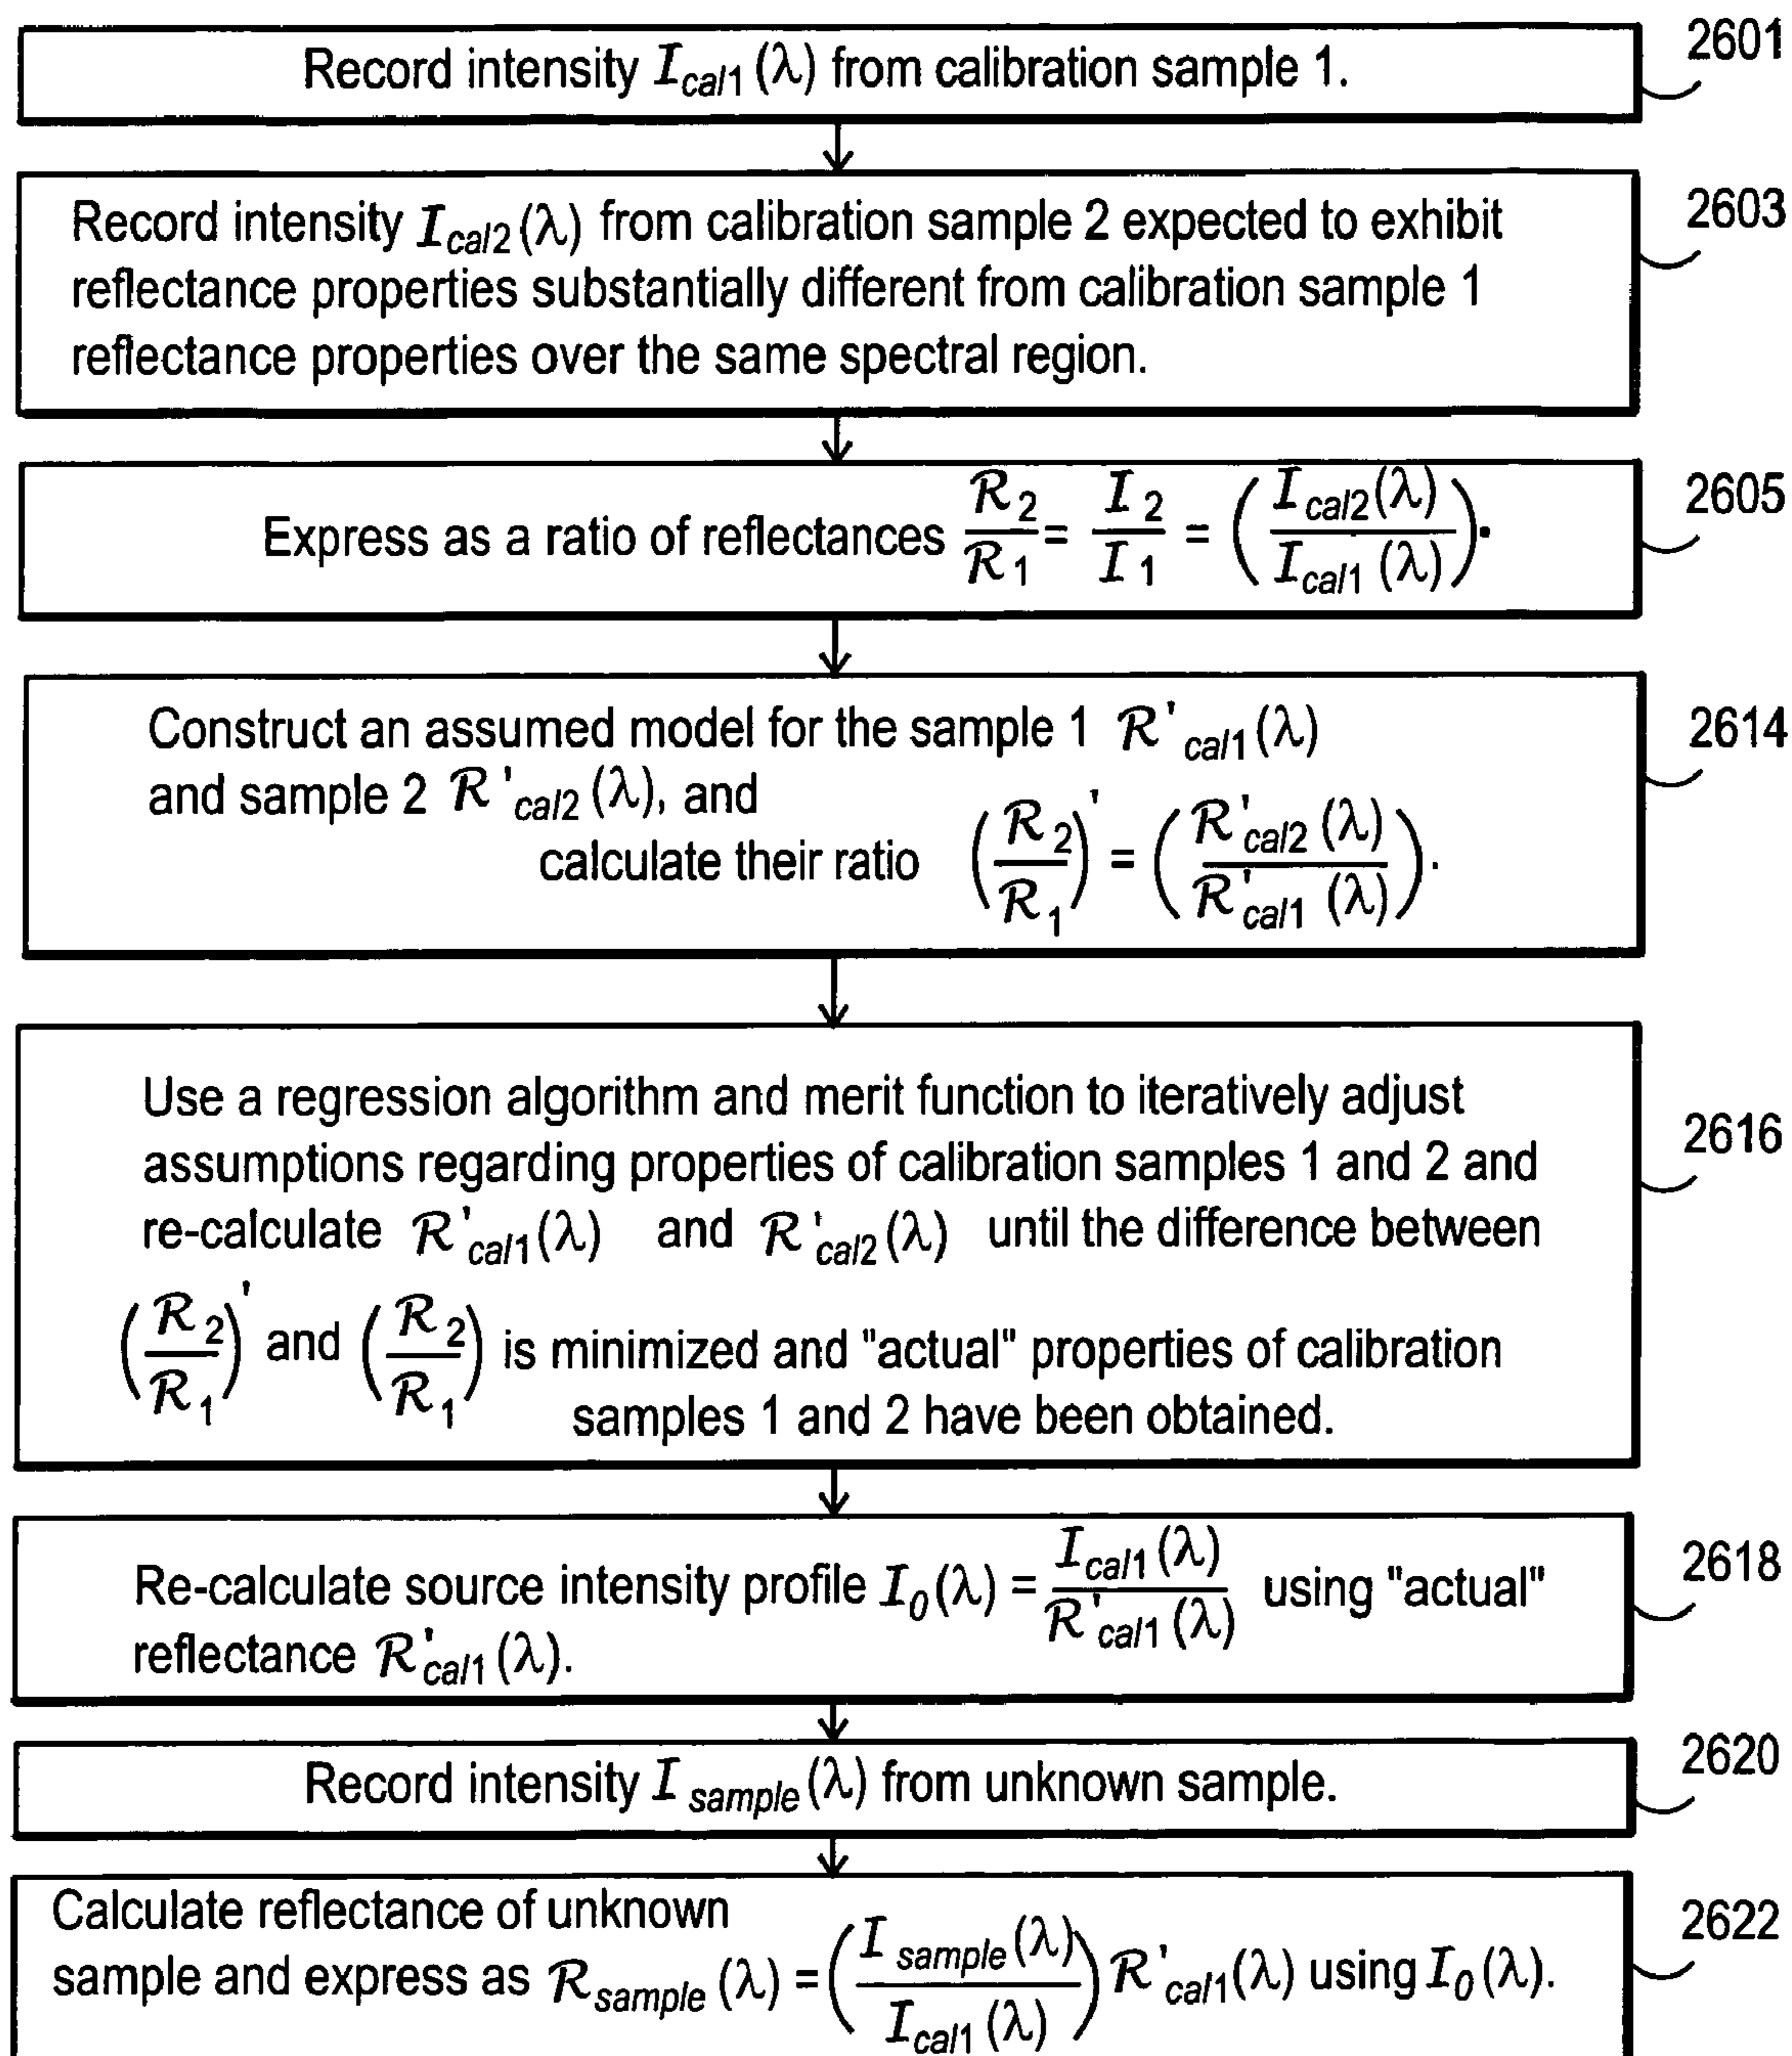 2601
Record intensity I_cal1 (λ) from calibration sample 1.
2603
Record intensity I_cal2 (λ) from calibration sample 2 expected to exhibit
reflectance properties substantially different from calibration sample 1
reflectance properties over the same spectral region.
2605
Express as a ratio of reflectances R_2/R_1 = I_2/I_1 = (I_cal2(λ)/I_cal1(λ)).
2614
Construct an assumed model for the sample 1 R'_cal1(λ)
and sample 2 R'_cal2(λ), and
calculate their ratio (R_2/R_1)' = (R'_cal2(λ)/R'_cal1(λ)).
2616
Use a regression algorithm and merit function to iteratively adjust
assumptions regarding properties of calibration samples 1 and 2 and
re-calculate R'_cal1(λ) and R'_cal2(λ) until the difference between
(R_2/R_1)' and (R_2/R_1) is minimized and "actual" properties of calibration
samples 1 and 2 have been obtained.
2618
Re-calculate source intensity profile I_0(λ) = I_cal1(λ)/R'_cal1(λ) using "actual"
reflectance R'_cal1(λ).
2620
Record intensity I_sample(λ) from unknown sample.
2622
Calculate reflectance of unknown
sample and express as R_sample(λ) = (I_sample(λ)/I_cal1(λ)) R'_cal1(λ) using I_0(λ).